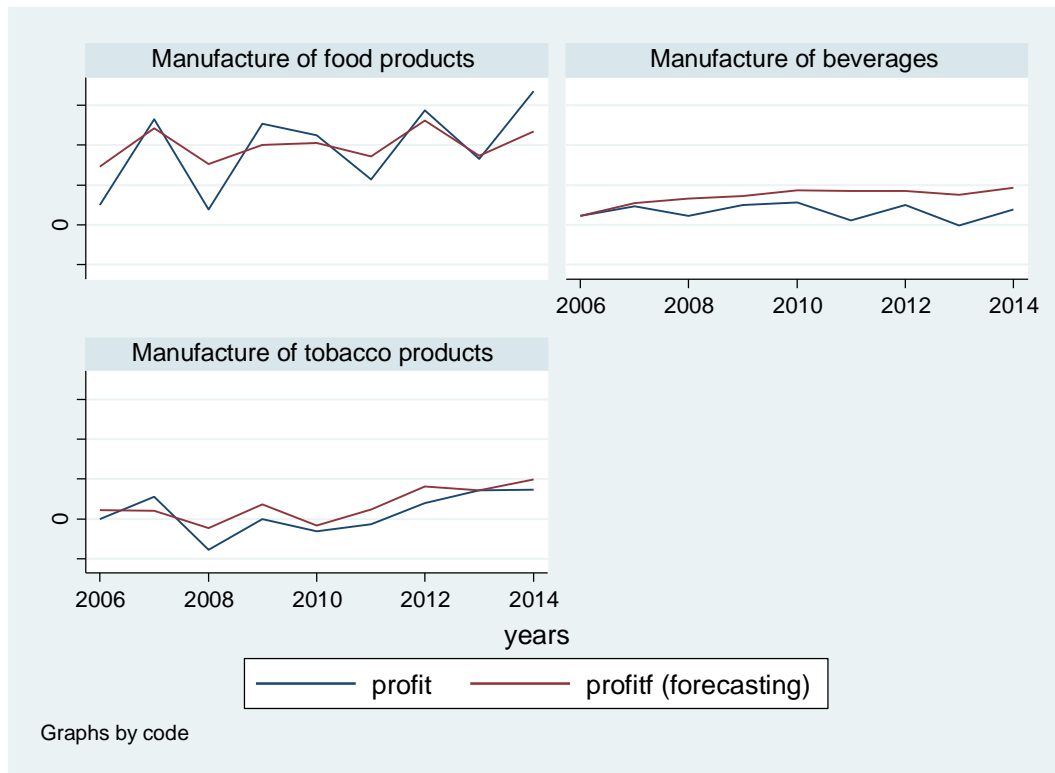 Manufacture of food products
Manufacture of beverages
0
2006 2008 2010 2012 2014
Manufacture of tobacco products
0
2006 2008 2010 2012 2014
years
profit profitf (forecasting)
Graphs by code